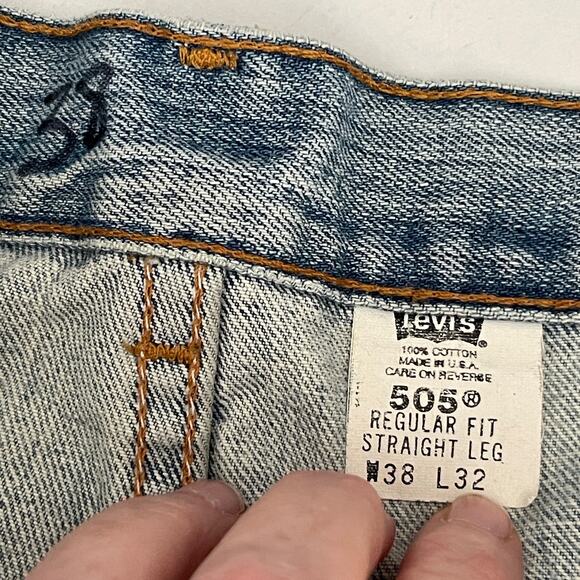 38
Levi's ®
100% COTTON
MADE IN U.S.A.
CARE ON REVERSE
505®
REGULAR FIT
STRAIGHT LEG
W38 L32